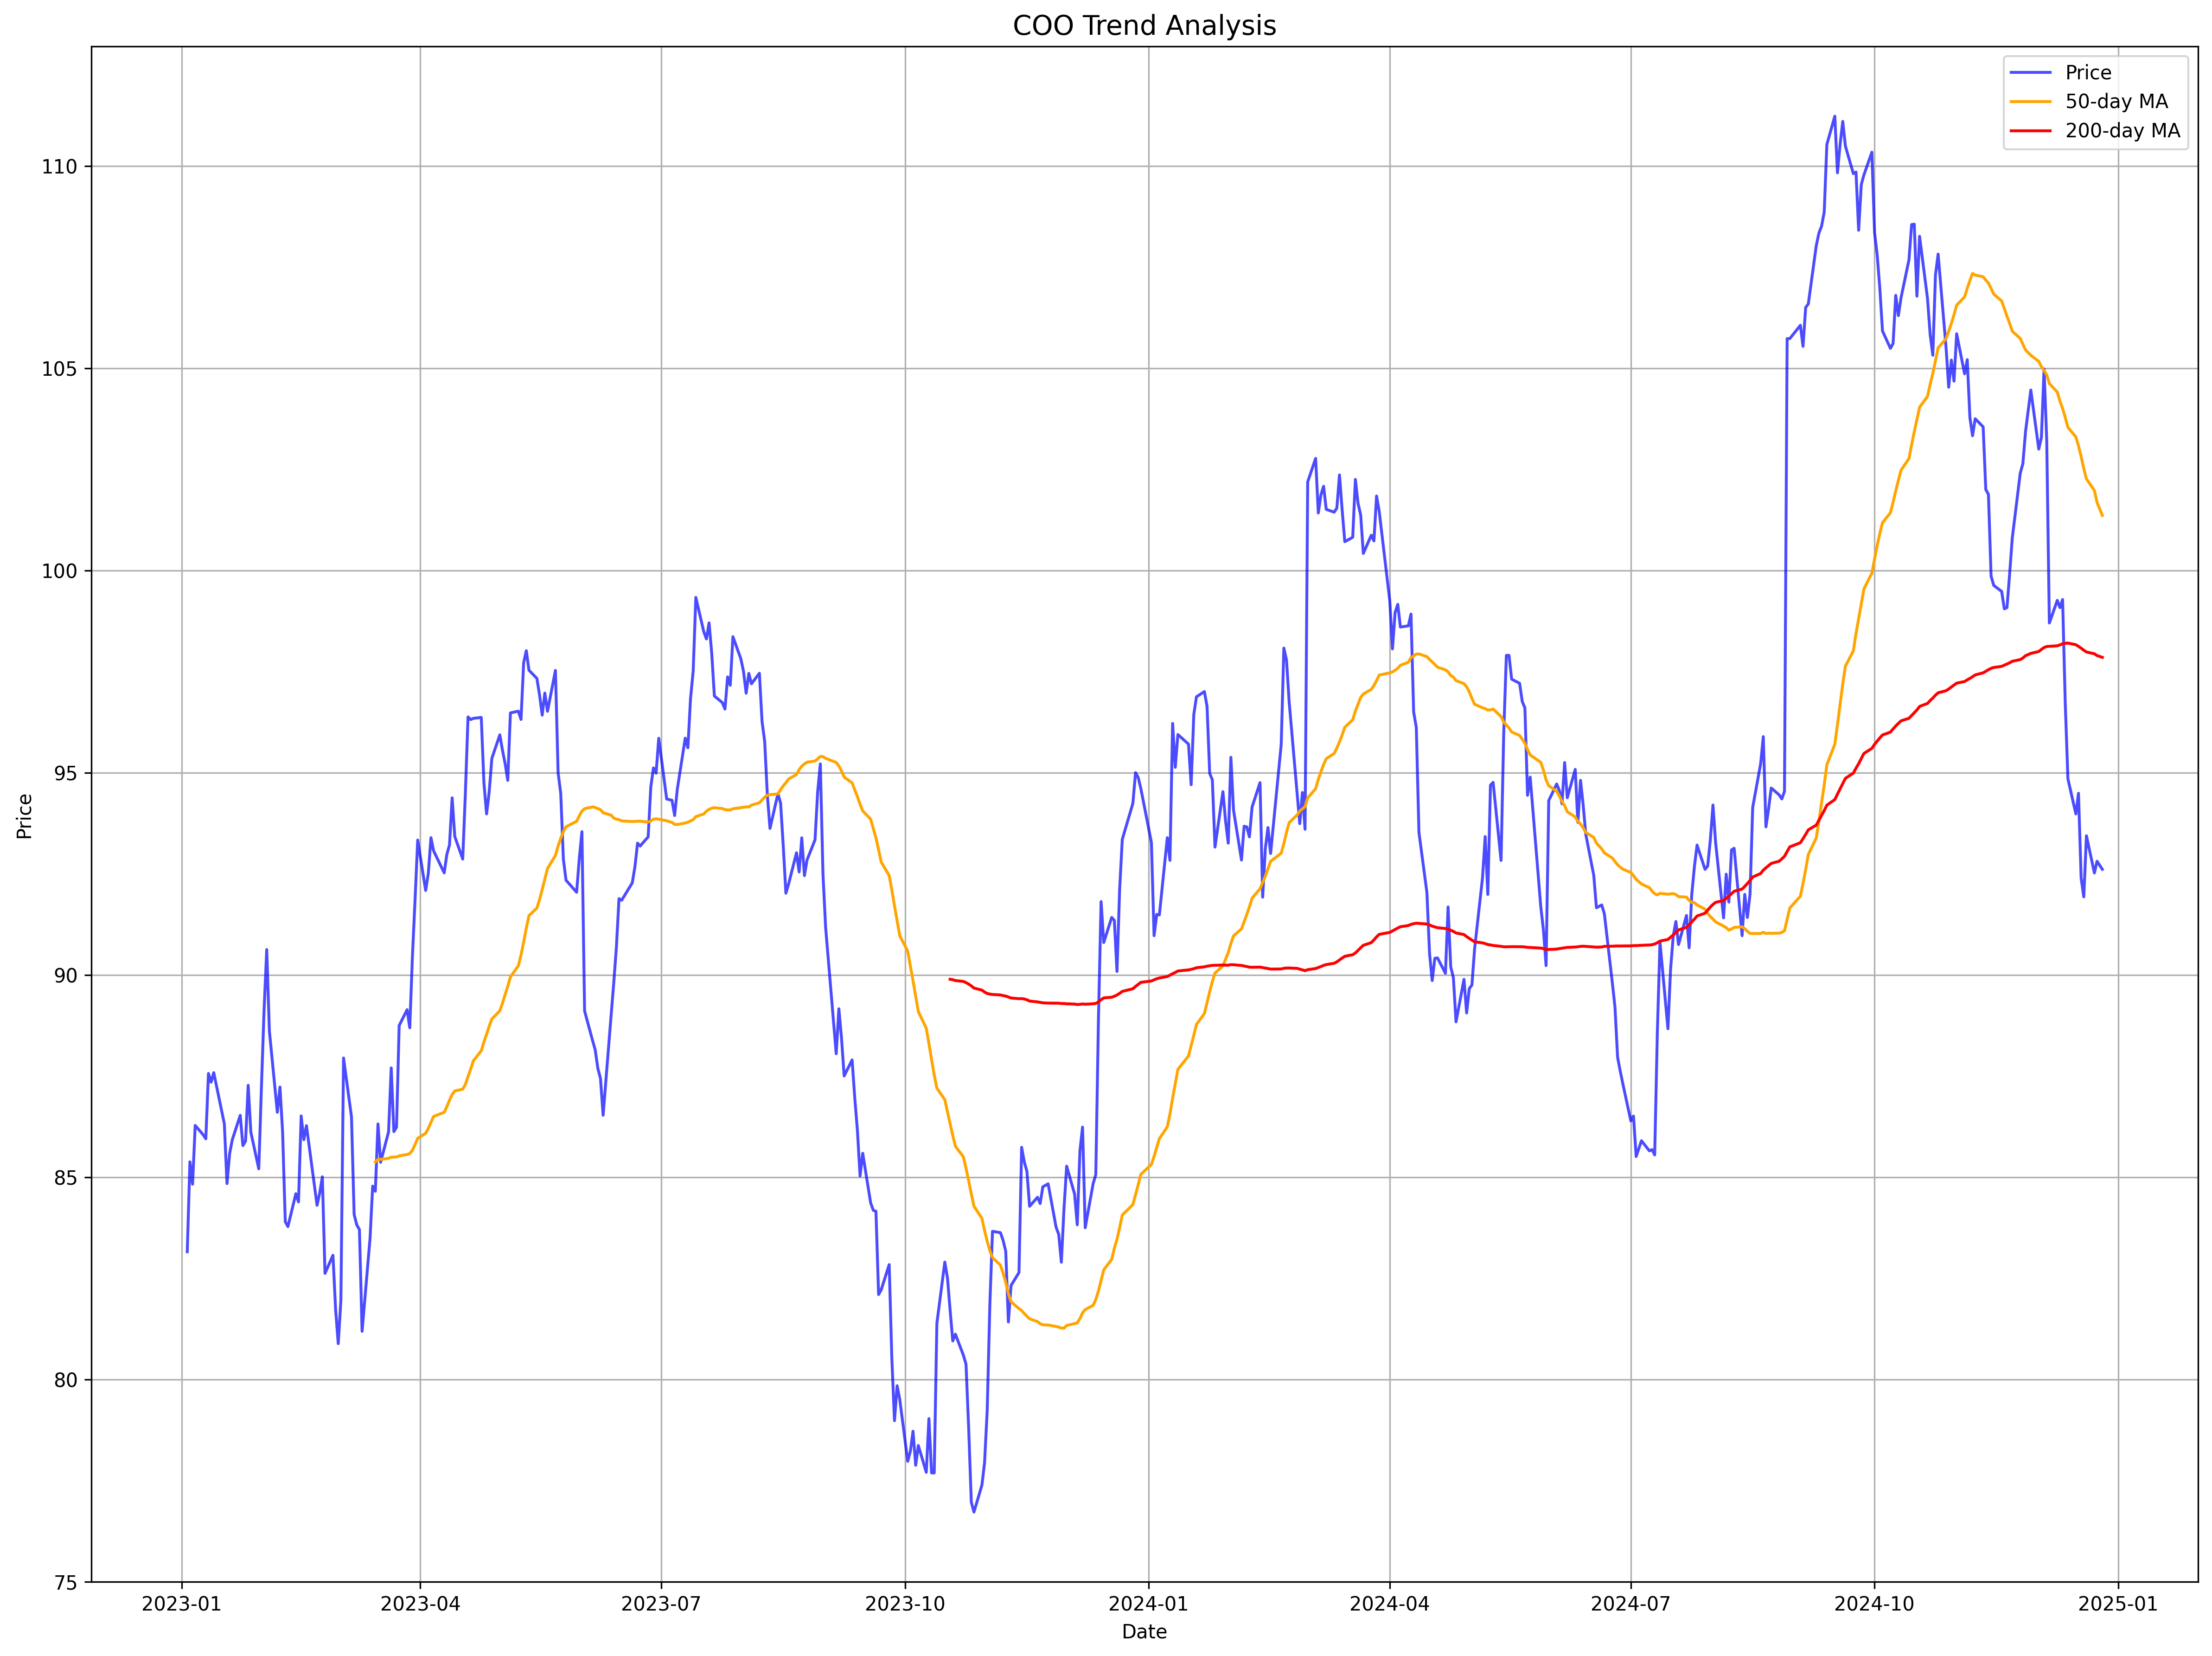 COO Trend Analysis
Price
50-day MA
200-day MA
110
105
100
95
90
85
80
75
Price
2023-01
2023-04
2023-07
2023-10
2024-01
2024-04
2024-07
2024-10
2025-01
Date